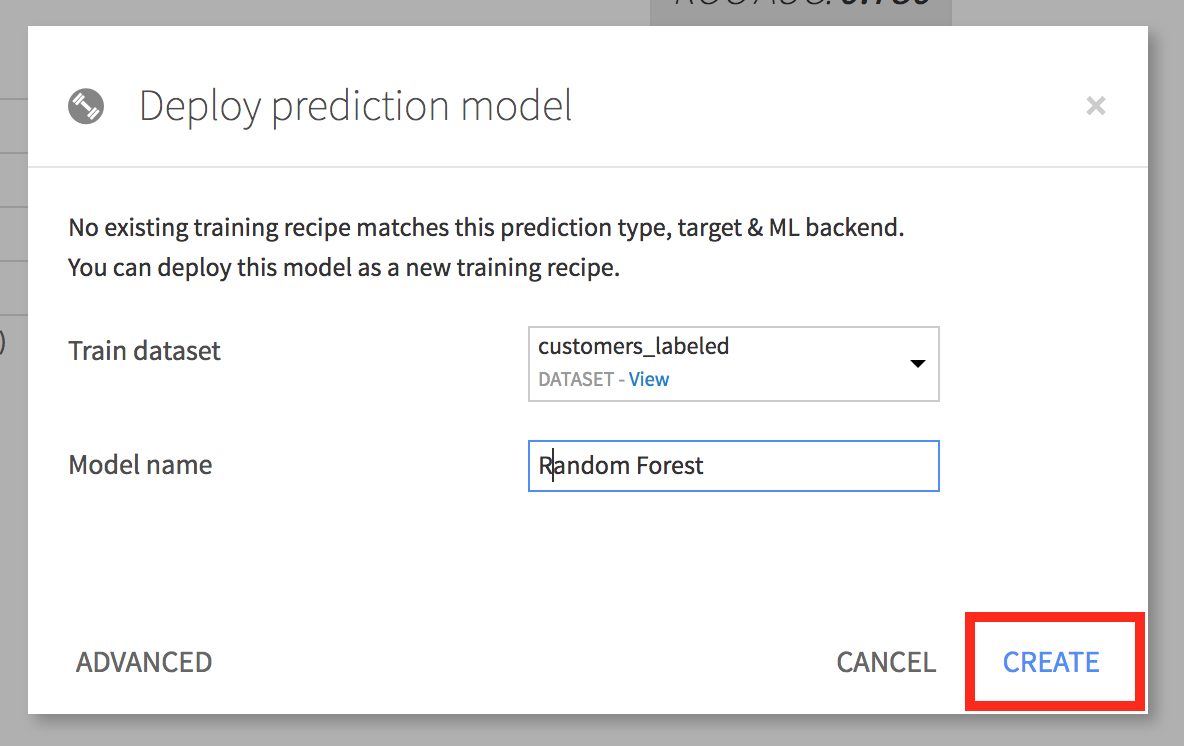 Deploy prediction model
×
No existing training recipe matches this prediction type, target & ML backend.
You can deploy this model as a new training recipe.
Train dataset
customers_labeled
DATASET - View
Model name
Random Forest
ADVANCED
CANCEL
CREATE